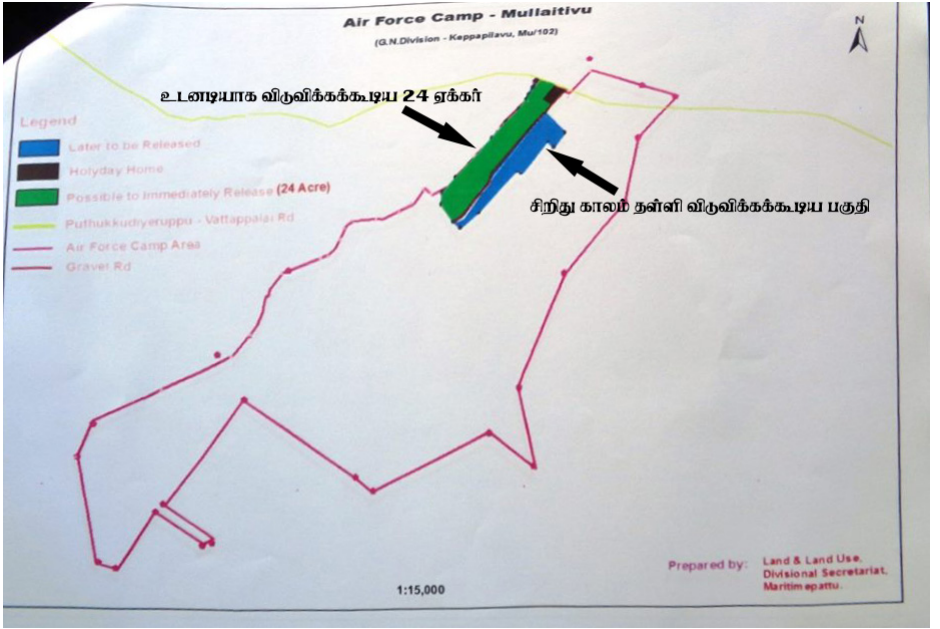 Air Force Camp - Mullaitivu
(G.N.Division - Keppapilavu, Mu/102)
N
உடனடியாக விடுவிக்கக்கூடிய 24 ஏக்கர்
Legend
Later to be Released
Holyday Home
Possible to Immediately Release (24 Acre)
Puthukkudiyeruppu - Vattappalai Rd
Air Force Camp Area
Gravel Rd
சிறிது காலம் தள்ளி விடுவிக்கக்கூடிய பகுதி
1:15,000
Prepared by: Land & Land Use,
Divisional Secretariat,
Maritimepattu.